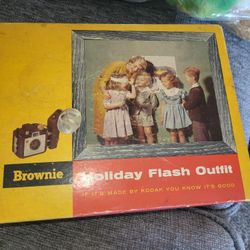 Brownie
Holiday Flash Outfit
IF IT'S MADE BY KODAK YOU KNOW IT'S GOOD